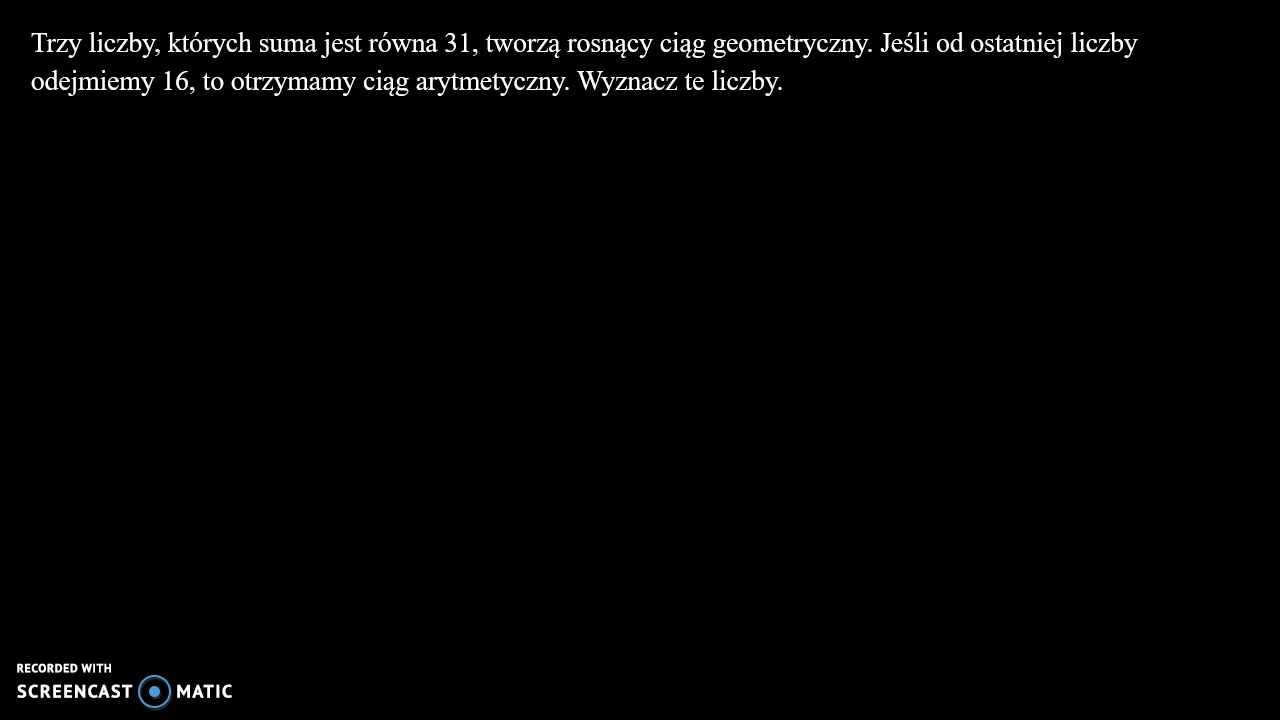 Trzy liczby, których suma jest równa 31, tworzą rosnący ciąg geometryczny. Jeśli od ostatniej liczby
odejmiemy 16, to otrzymamy ciąg arytmetyczny. Wyznacz te liczby.
RECORDED WITH
SCREENCAST MATIC